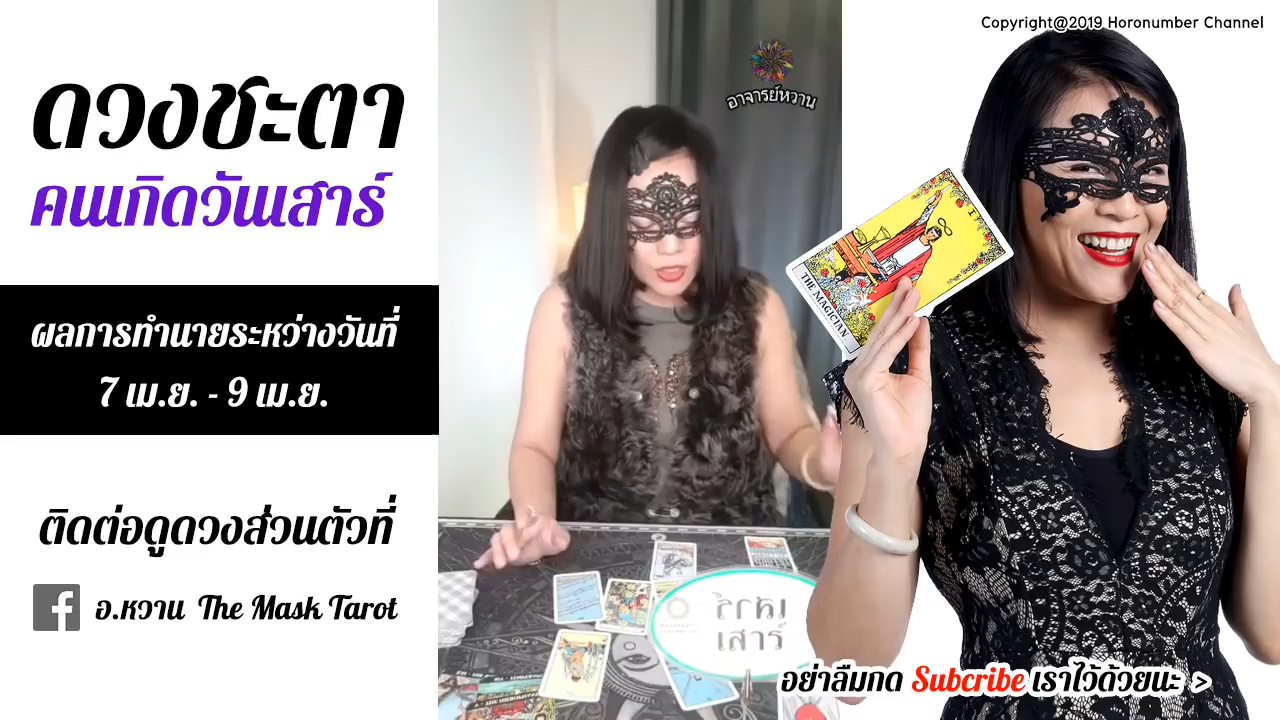 Copyright@2019 Horonumber Channel
ดวงชะตา
คนเกิดวันเสาร์
อาจารย์หวาน
ผลการทำนายระหว่างวันที่
7 เม.ย. - 9 เม.ย.
THE MAGICIAN
ติดต่อดูดวงส่วนตัวที่
f อ.หวาน The Mask Tarot
เสาร์
อย่าลืมกด Subcribe เราไว้ด้วยนะ >